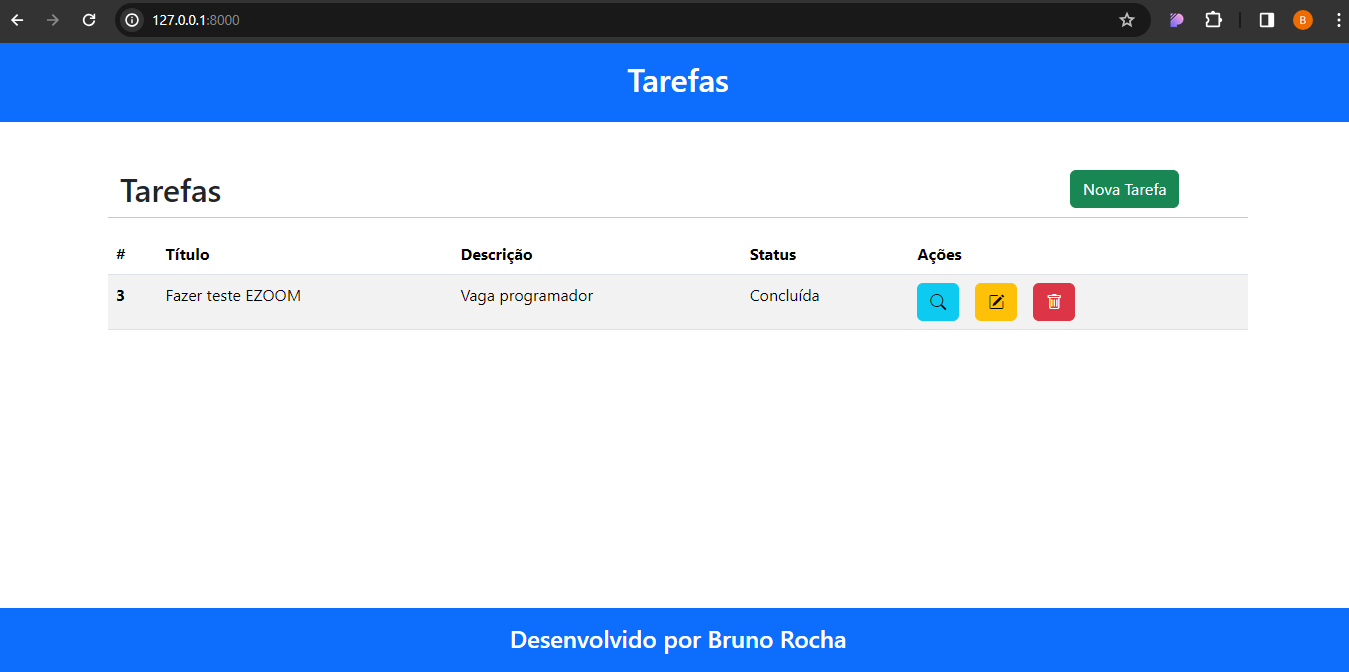 127.0.0.1:8000
B
Tarefas
Tarefas
Nova Tarefa
# Título Descrição Status Ações
3 Fazer teste EZOOM Vaga programador Concluída
Desenvolvido por Bruno Rocha